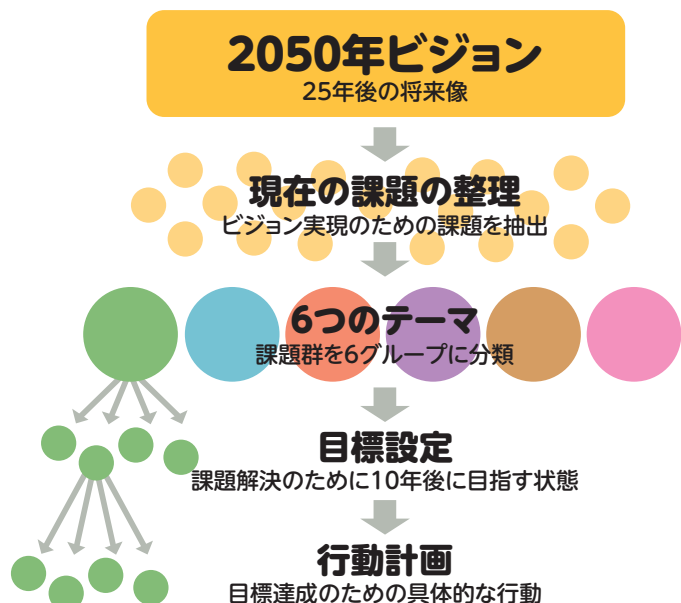 2050年ビジョン
25年後の将来像
現在の課題の整理
ビジョン実現のための課題を抽出
6つのテーマ
課題群を6グループに分類
目標設定
課題解決のために10年後に目指す状態
行動計画
目標達成のための具体的な行動